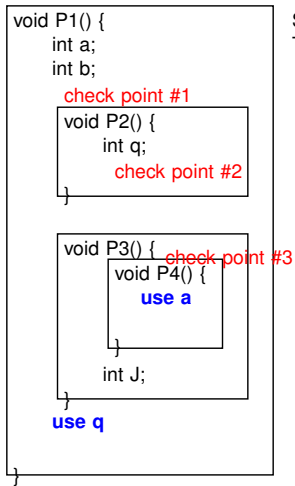 void P1() {
int a;
int b;
check point #1
void P2() {
int q;
check point #2
}
void P3() {
check point #3
void P4() {
use a
}
int J;
}
use q
}